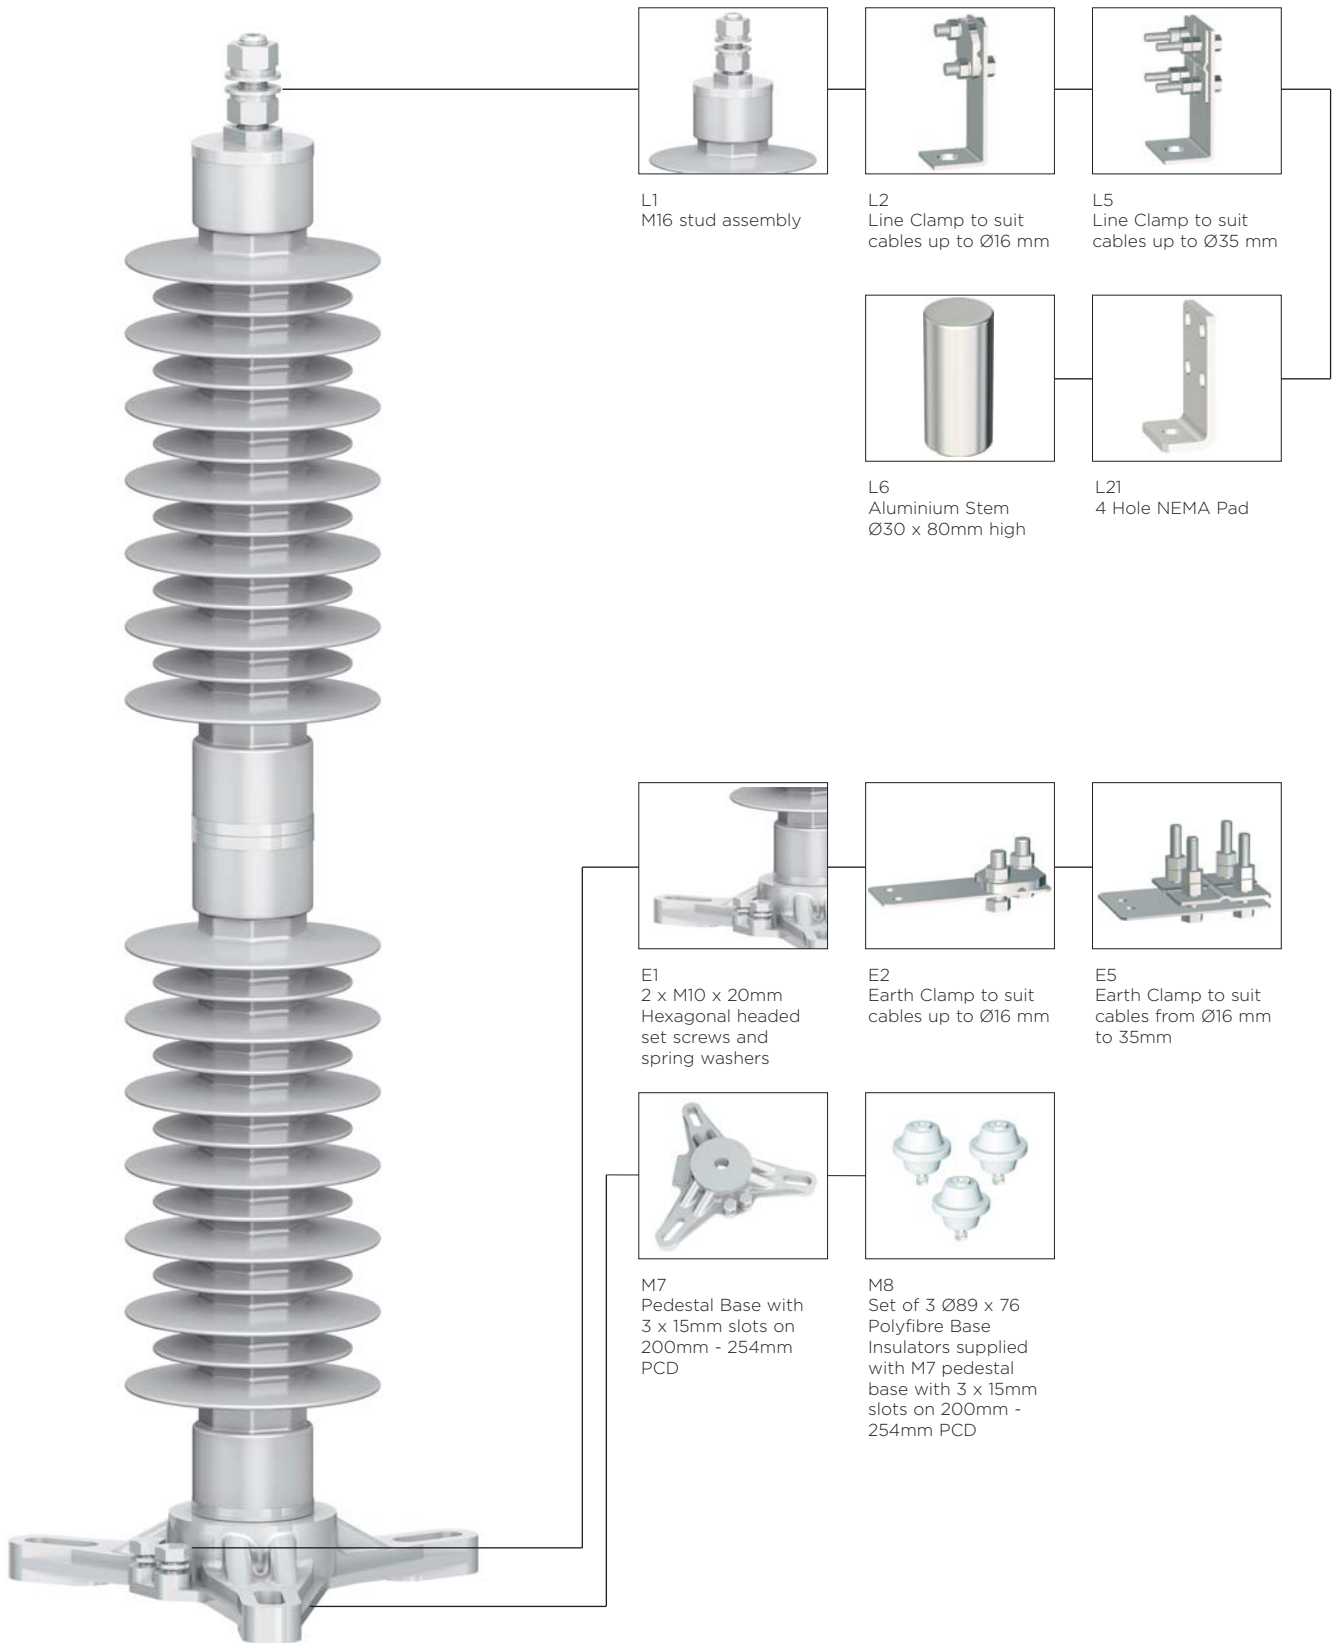 L1
M16 stud assembly
L2
Line Clamp to suit
cables up to Ø16 mm
L5
Line Clamp to suit
cables up to Ø35 mm
L6
Aluminium Stem
Ø30 x 80mm high
L21
4 Hole NEMA Pad
E1
2 x M10 x 20mm
Hexagonal headed
set screws and
spring washers
E2
Earth Clamp to suit
cables up to Ø16 mm
E5
Earth Clamp to suit
cables from Ø16 mm
to 35mm
M7
Pedestal Base with
3 x 15mm slots on
200mm - 254mm
PCD
M8
Set of 3 Ø89 x 76
Polyfibre Base
Insulators supplied
with M7 pedestal
base with 3 x 15mm
slots on 200mm -
254mm PCD